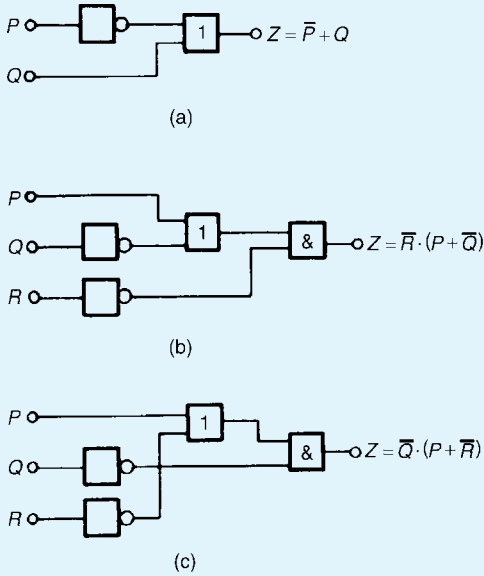 P 1 Z = P̅ + Q
Q
(a)
P
Q 1 & Z = R̅ · (P + Q̅)
R
(b)
P 1
Q & Z = Q̅ · (P + R̅)
R
(c)